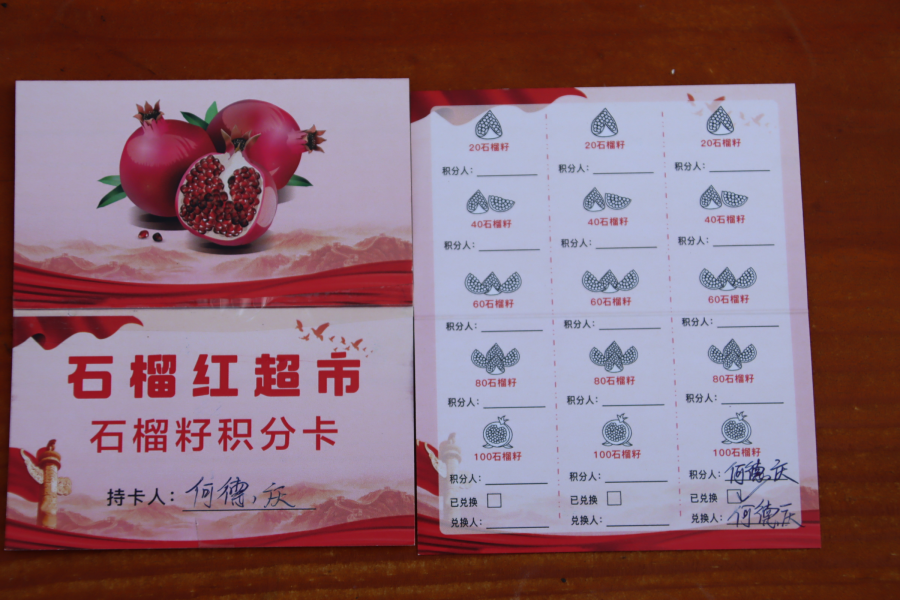 石榴红超市
石榴籽积分卡
持卡人：何德庆
20石榴籽 20石榴籽 20石榴籽
积分人： 积分人： 积分人：
40石榴籽 40石榴籽 40石榴籽
积分人： 积分人： 积分人：
60石榴籽 60石榴籽 60石榴籽
积分人： 积分人： 积分人：
80石榴籽 80石榴籽 80石榴籽
积分人： 积分人： 积分人：
100石榴籽 100石榴籽 100石榴籽
积分人： 积分人： 积分人：何德庆
已兑换 已兑换 已兑换
兑换人： 兑换人： 兑换人：何德庆